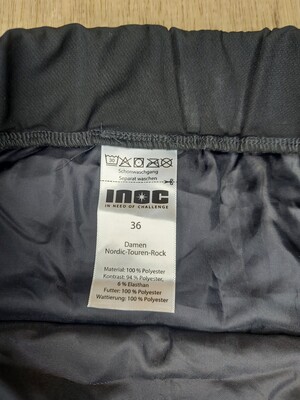 30
Schonwaschgang
Separat waschen
INOC
IN NEED OF CHALLENGE
36
Damen
Nordic-Touren-Rock
Material: 100 % Polyester
Kontrast: 94 % Polyester,
6 % Elasthan
Futter: 100 % Polyester
Wattierung: 100 % Polyester